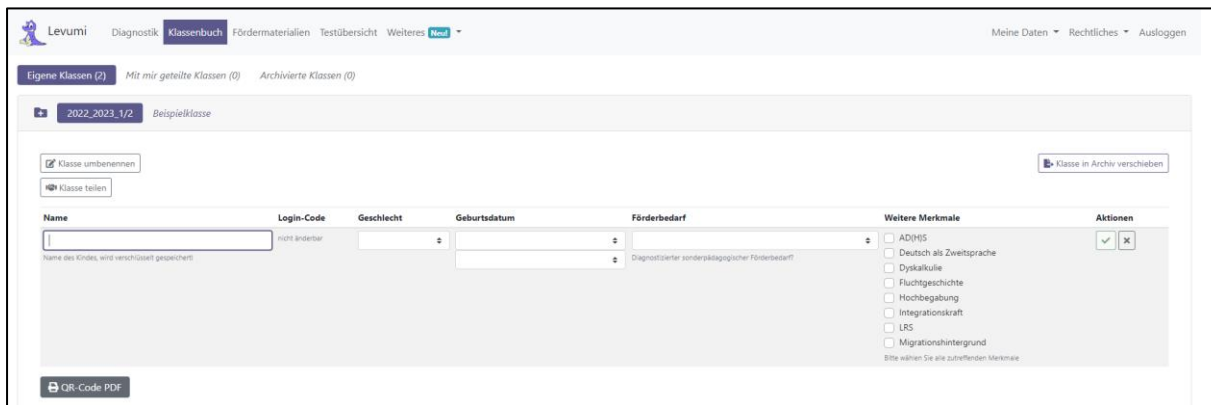 Levumi Diagnostik Klassenbuch Fördermaterialien Testübersicht Weiteres Neu! Meine Daten Rechtliches Ausloggen
Eigene Klassen (2) Mit mir geteilte Klassen (0) Archivierte Klassen (0)
2022_2023_1/2 Beispielklasse
Klasse umbenennen Klasse in Archiv verschieben
Klasse teilen
Name Login-Code Geschlecht Geburtsdatum Förderbedarf Weitere Merkmale Aktionen
nicht änderbar AD(H)S
Name des Kindes, wird verschlüsselt gespeichert! Diagnostizierter sonderpädagogischer Förderbedarf? Deutsch als Zweitsprache
Dyskalkulie
Fluchtgeschichte
Hochbegabung
Integrationskraft
LRS
Migrationshintergrund
Bitte wählen Sie alle zutreffenden Merkmale
QR-Code PDF